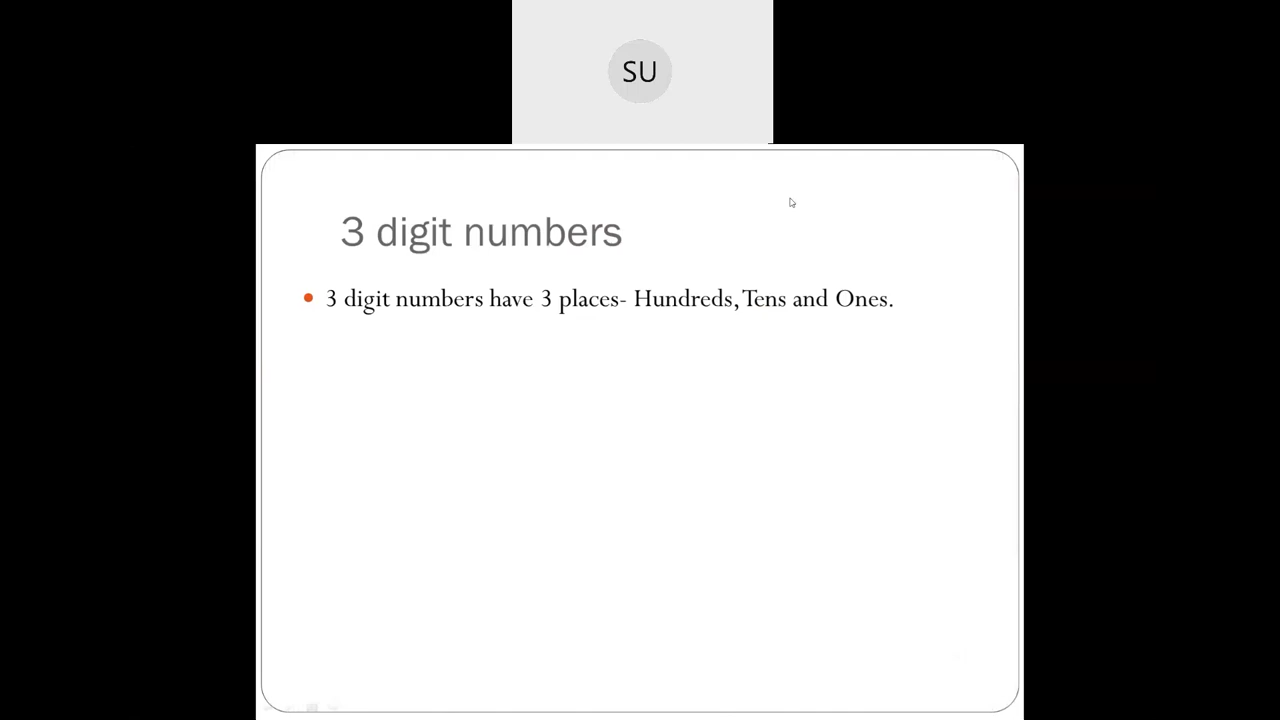 SU
3 digit numbers
3 digit numbers have 3 places- Hundreds, Tens and Ones.